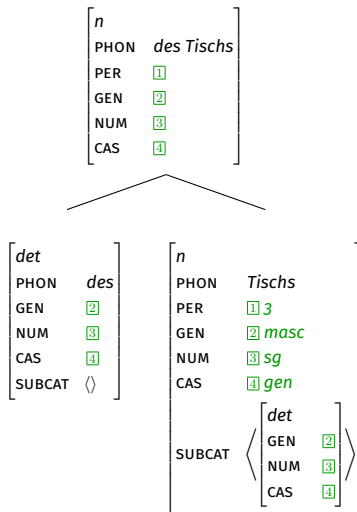 n
PHON des Tischs
PER 1
GEN 2
NUM 3
CAS 4
det
PHON des
GEN 2
NUM 3
CAS 4
SUBCAT ⟨⟩
n
PHON Tischs
PER 1 3
GEN 2 masc
NUM 3 sg
CAS 4 gen
SUBCAT ⟨
det
GEN 2
NUM 3
CAS 4
⟩